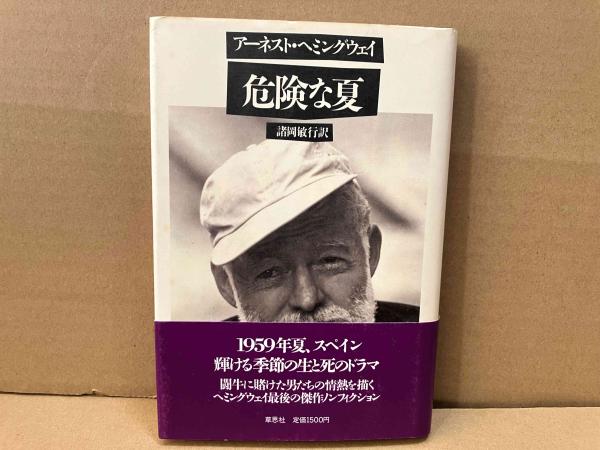 アーネスト・ヘミングウェイ
危険な夏
諸岡敏行訳
1959年夏、スペイン
輝ける季節の生と死のドラマ
闘牛に賭けた男たちの情熱を描く
ヘミングウェイ最後の傑作ノンフィクション
草思社 定価1500円